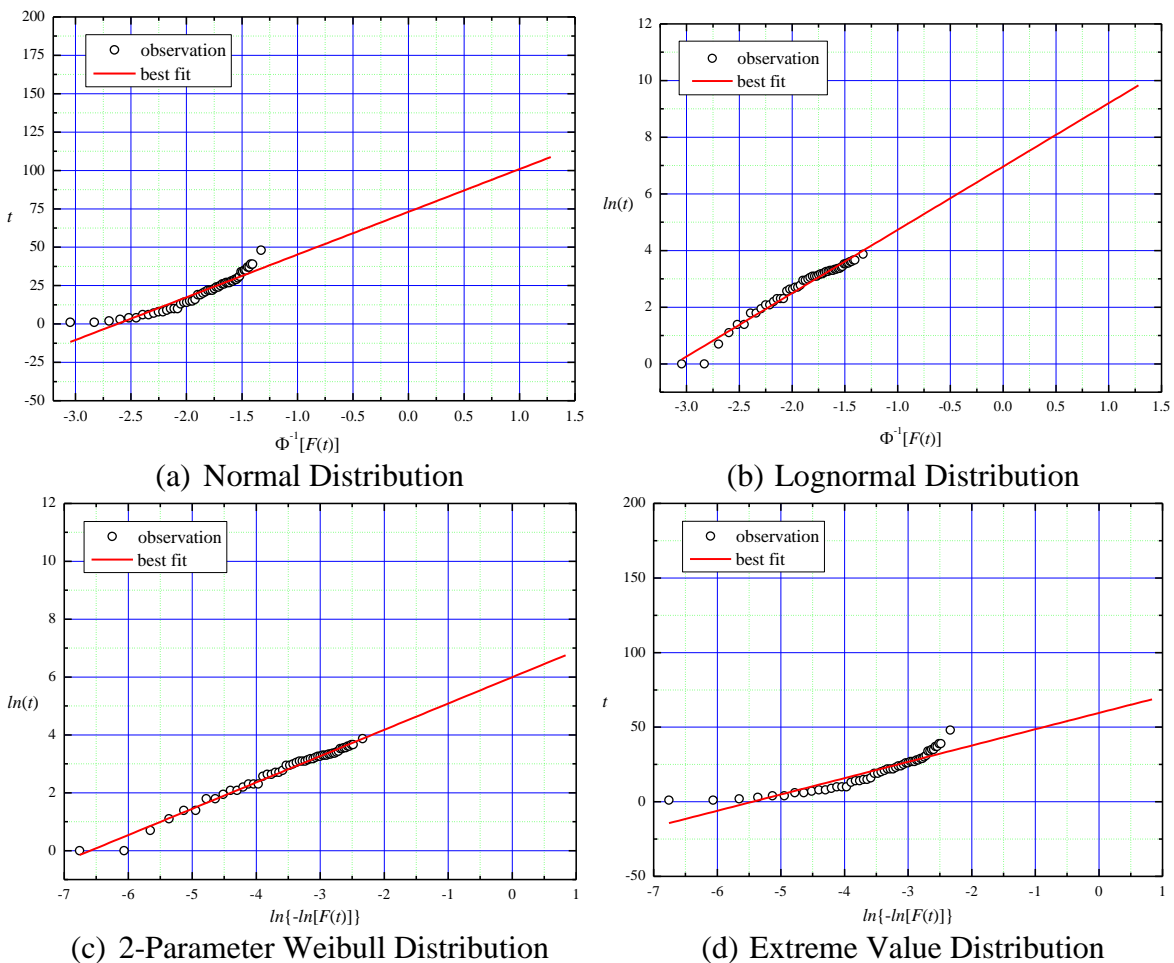 200
175
150
125
100
75
50
25
0
-25
-50
t
observation
best fit
-3.0 -2.5 -2.0 -1.5 -1.0 -0.5 0.0 0.5 1.0 1.5
Φ⁻¹[F(t)]
(a) Normal Distribution
12
10
8
6
4
2
0
ln(t)
observation
best fit
-3.0 -2.5 -2.0 -1.5 -1.0 -0.5 0.0 0.5 1.0 1.5
Φ⁻¹[F(t)]
(b) Lognormal Distribution
12
10
8
6
4
2
0
ln(t)
observation
best fit
-7 -6 -5 -4 -3 -2 -1 0 1
ln{-ln[F(t)]}
(c) 2-Parameter Weibull Distribution
200
150
100
50
0
-50
t
observation
best fit
-7 -6 -5 -4 -3 -2 -1 0 1
ln{-ln[F(t)]}
(d) Extreme Value Distribution